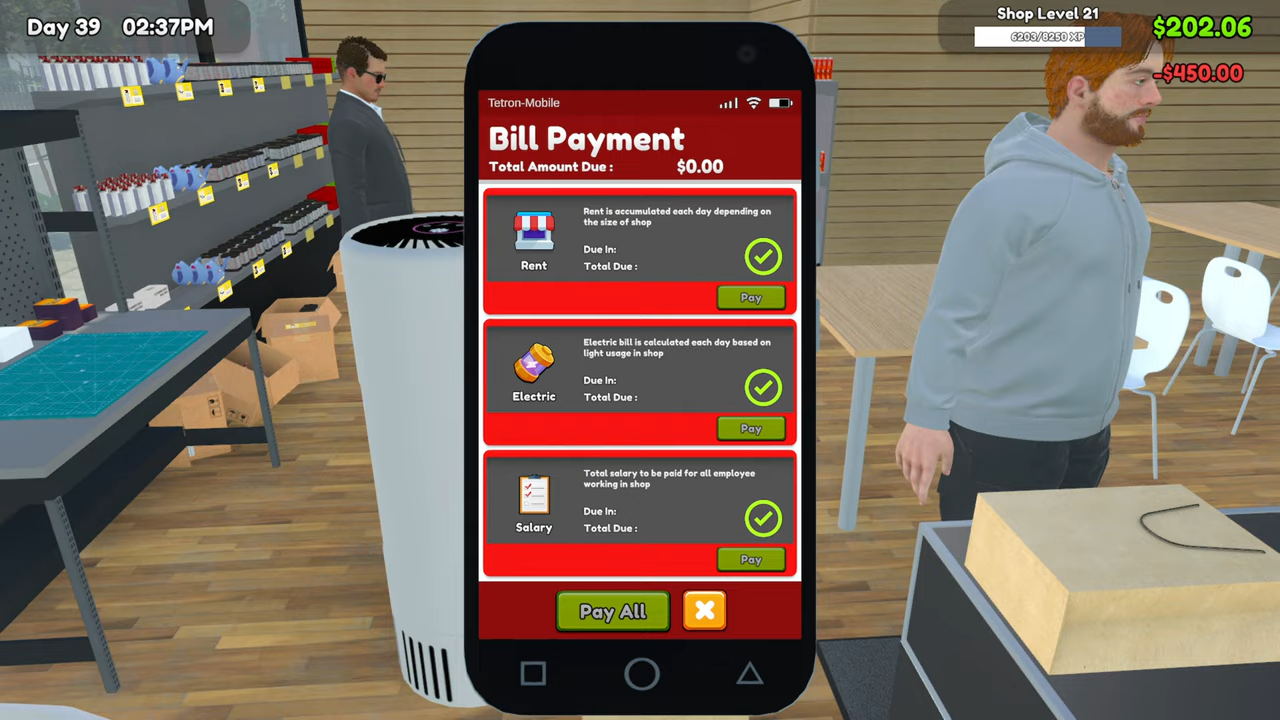 Day 39 02:37PM
Shop Level 21
6203/8250 XP
$202.06
-$450.00
Tetron-Mobile
Bill Payment
Total Amount Due : $0.00
Rent is accumulated each day depending on
the size of shop
Due In:
Total Due :
Rent
Pay
Electric bill is calculated each day based on
light usage in shop
Due In:
Total Due :
Electric
Pay
Total salary to be paid for all employee
working in shop
Due In:
Total Due :
Salary
Pay
Pay All